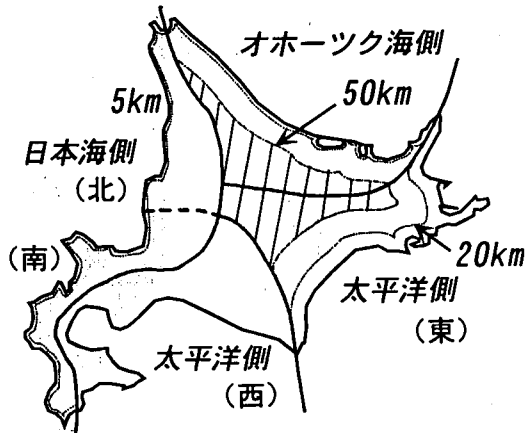 オホーツク海側
50km
5km
日本海側
(北)
(南)
20km
太平洋側
(東)
太平洋側
(西)